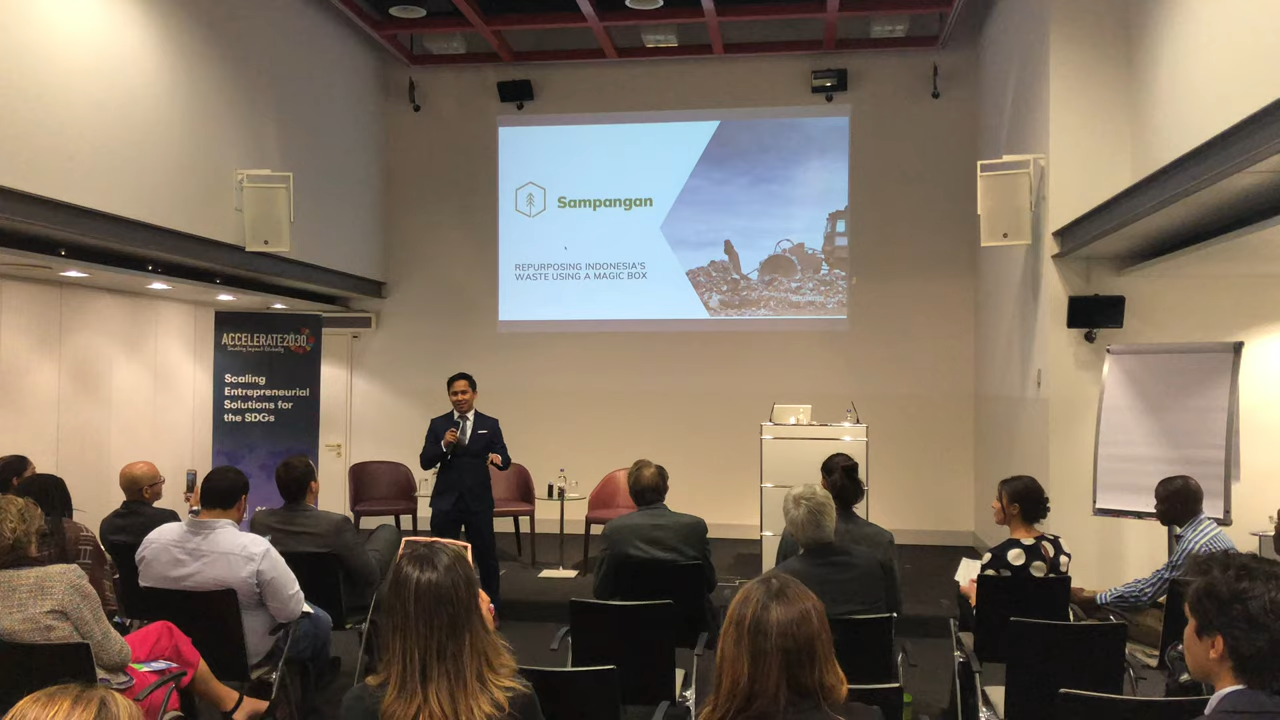 Sampangan
REPURPOSING INDONESIA'S
WASTE USING A MAGIC BOX
ACCELERATE2030
Scaling Impact Globally
Scaling
Entrepreneurial
Solutions for
the SDGs